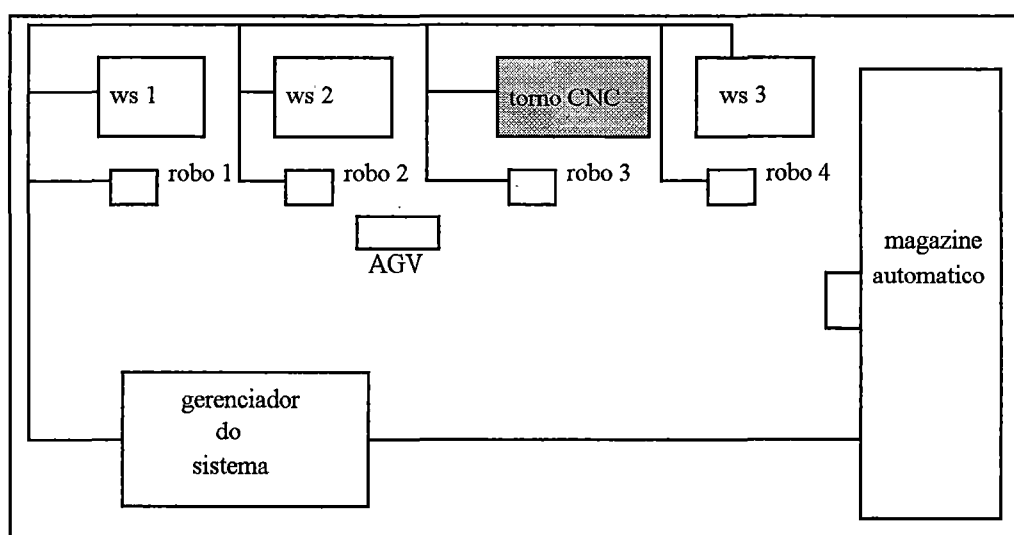 ws 1
ws 2
torno CNC
ws 3
robo 1
robo 2
robo 3
robo 4
AGV
magazine
automatico
gerenciador
do
sistema